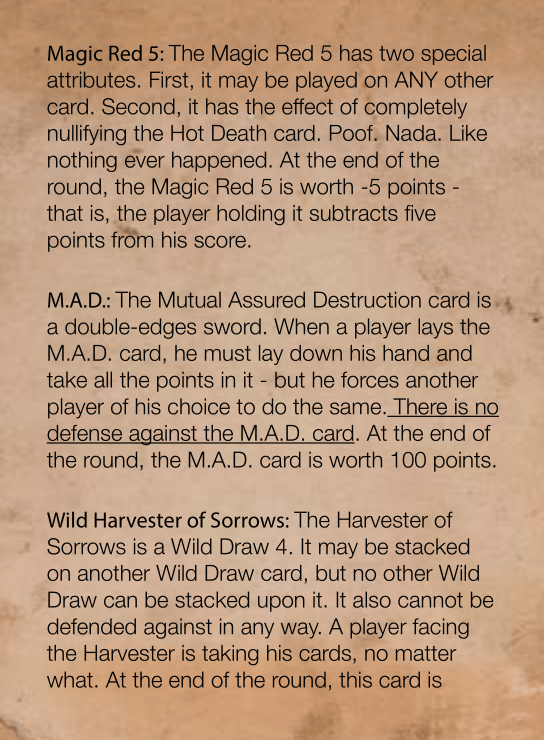 Magic Red 5: The Magic Red 5 has two special
attributes. First, it may be played on ANY other
card. Second, it has the effect of completely
nullifying the Hot Death card. Poof. Nada. Like
nothing ever happened. At the end of the
round, the Magic Red 5 is worth -5 points -
that is, the player holding it subtracts five
points from his score.
M.A.D.: The Mutual Assured Destruction card is
a double-edges sword. When a player lays the
M.A.D. card, he must lay down his hand and
take all the points in it - but he forces another
player of his choice to do the same. There is no
defense against the M.A.D. card. At the end of
the round, the M.A.D. card is worth 100 points.
Wild Harvester of Sorrows: The Harvester of
Sorrows is a Wild Draw 4. It may be stacked
on another Wild Draw card, but no other Wild
Draw can be stacked upon it. It also cannot be
defended against in any way. A player facing
the Harvester is taking his cards, no matter
what. At the end of the round, this card is